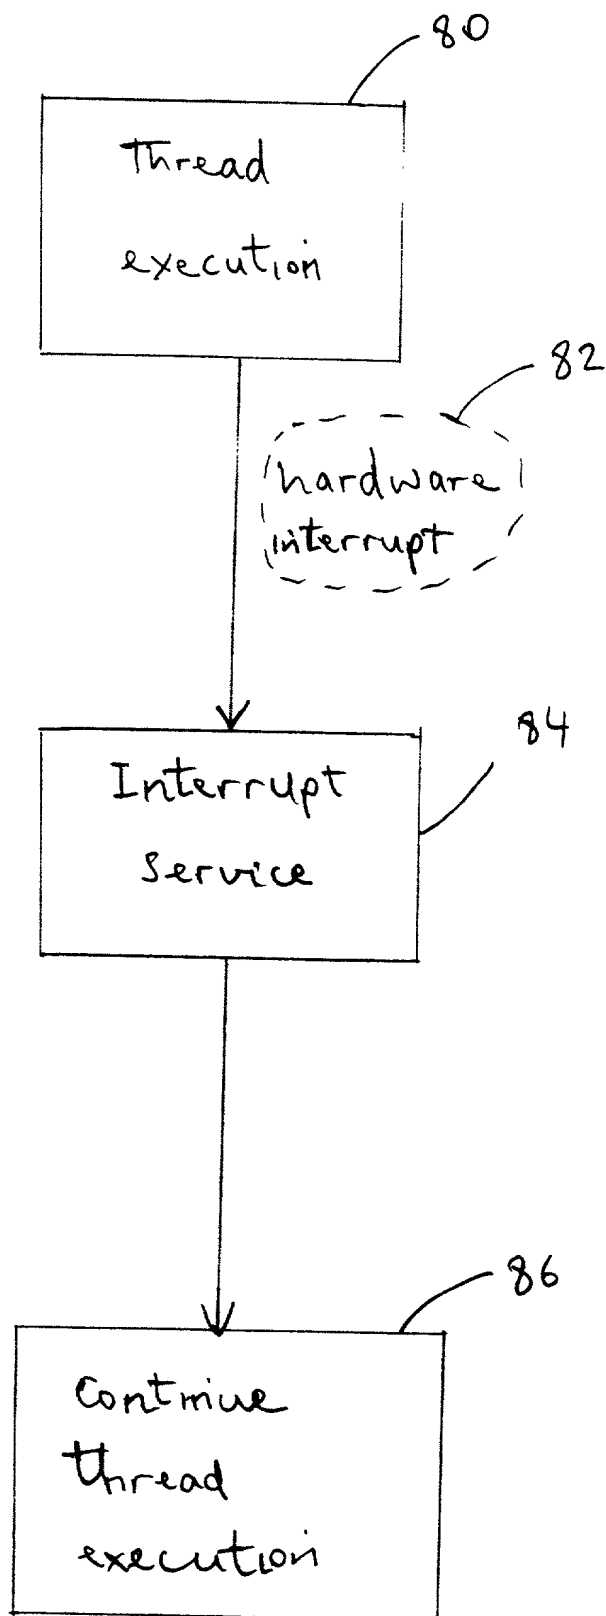 80
Thread
execution
82
hardware
interrupt
84
Interrupt
Service
86
Continue
thread
execution